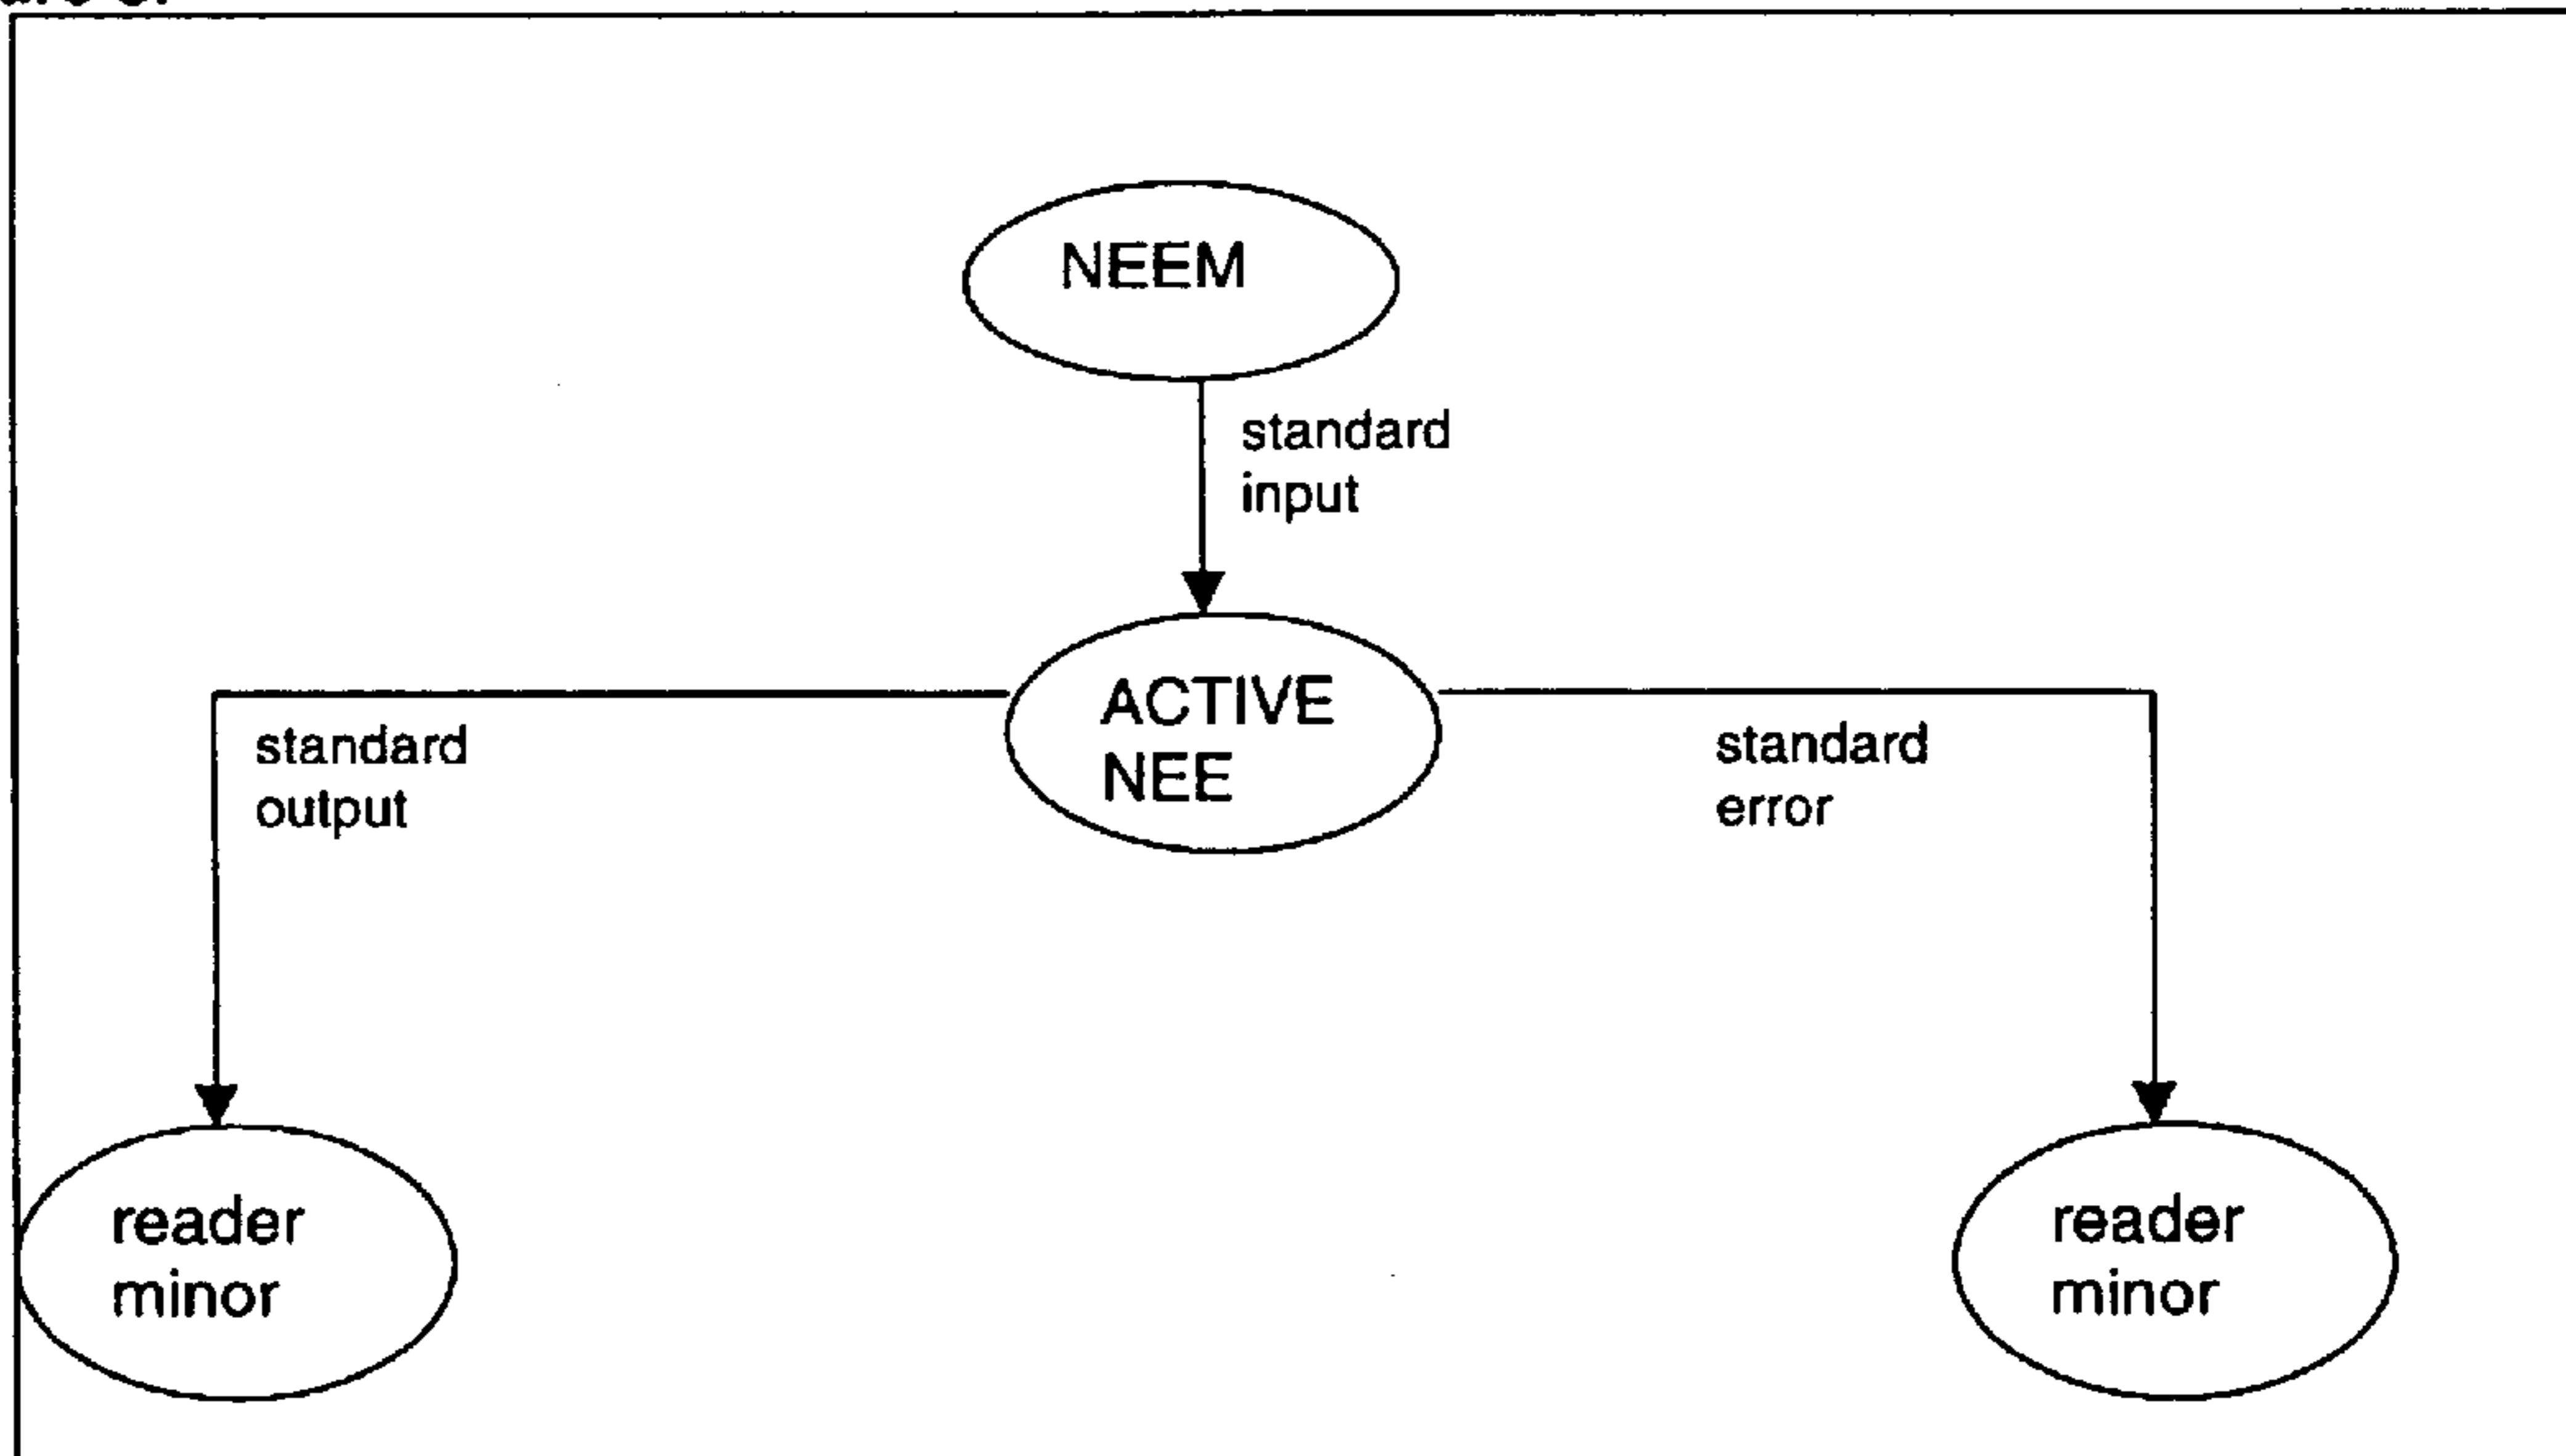 NEEM
standard
input
ACTIVE
NEE
standard
output
standard
error
reader
minor
reader
minor